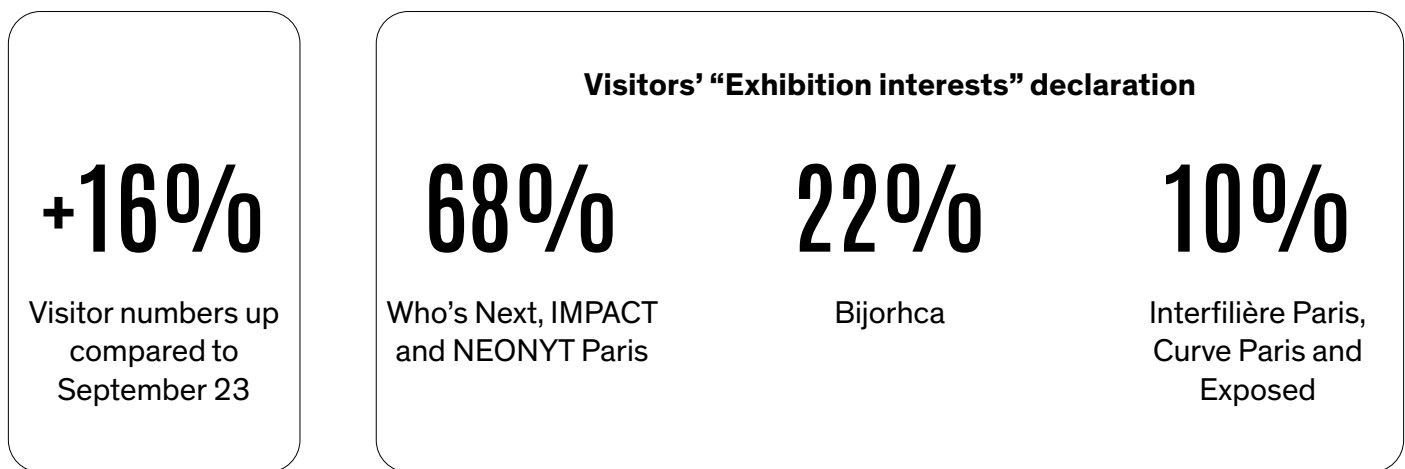 +16%
Visitor numbers up
compared to
September 23
Visitors’ “Exhibition interests” declaration
68%
Who’s Next, IMPACT
and NEONYT Paris
22%
Bijorhca
10%
Interfilière Paris,
Curve Paris and
Exposed